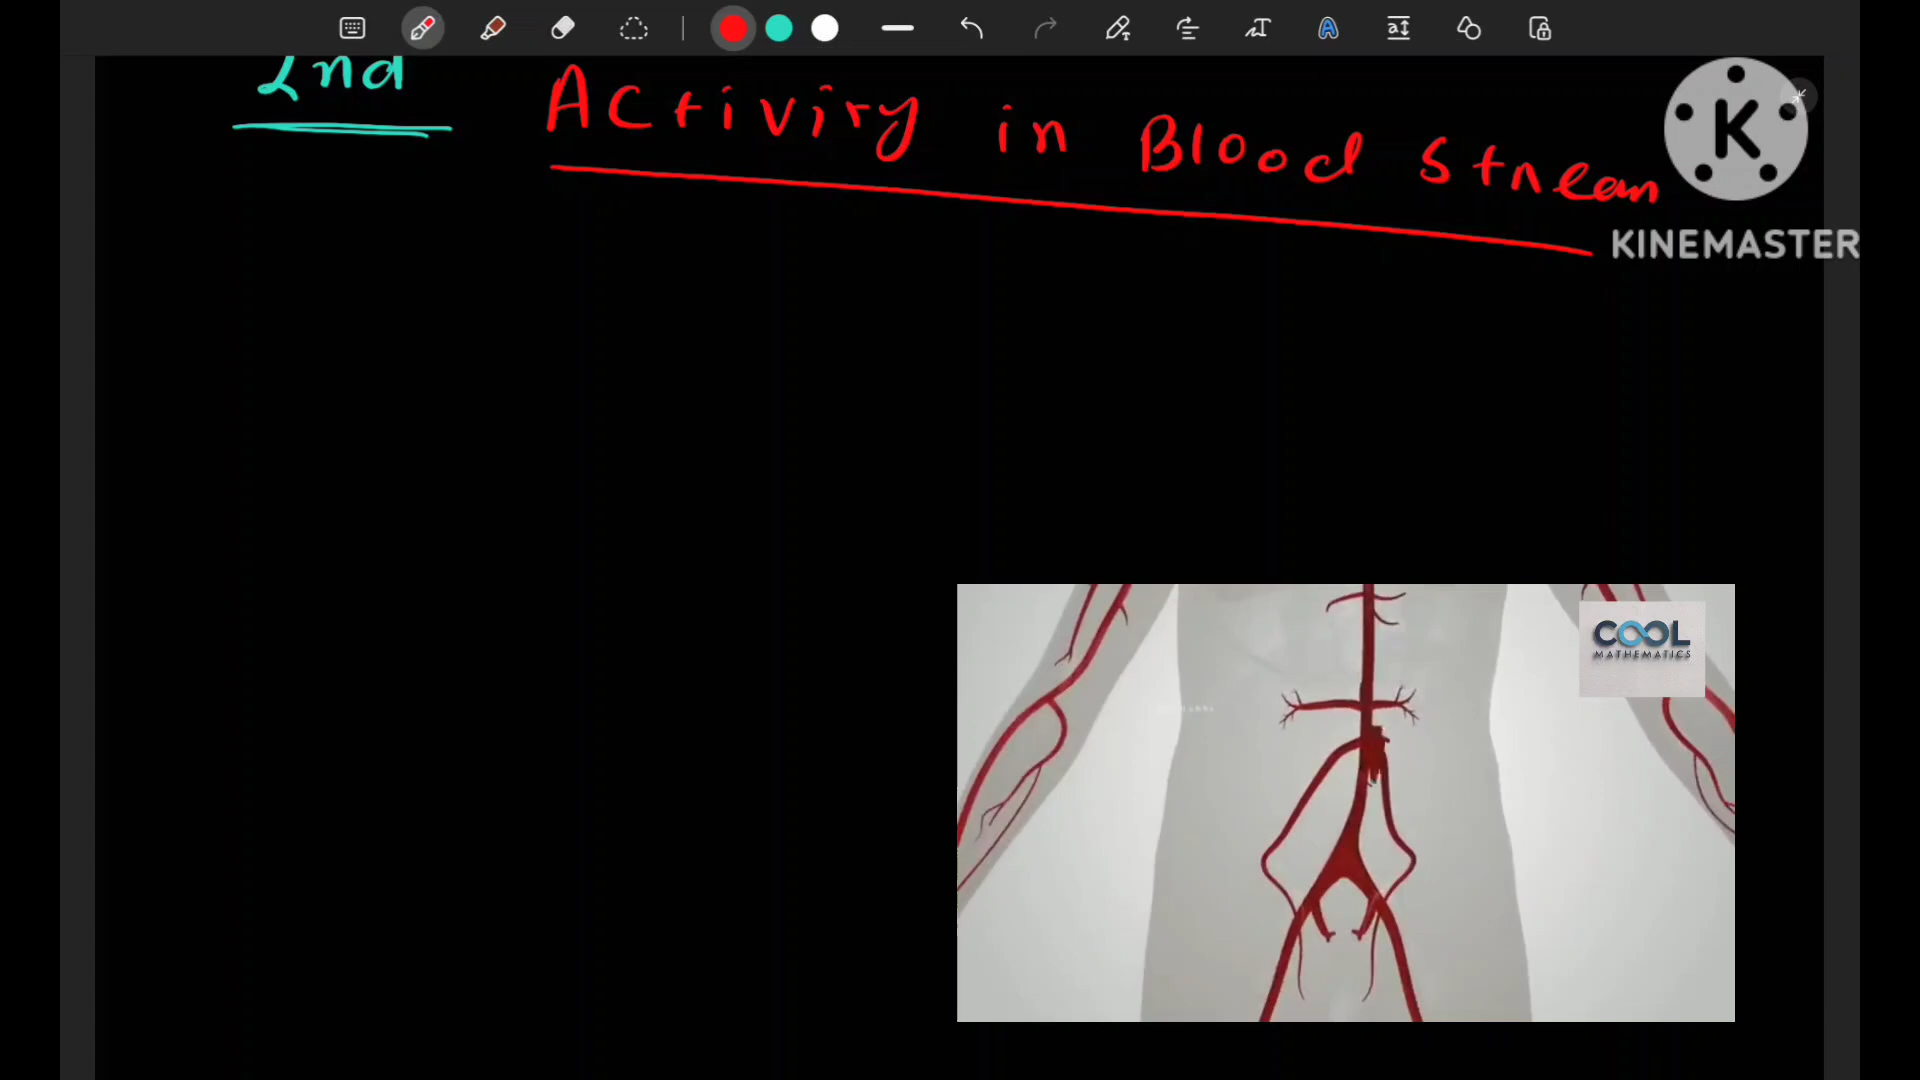 2nd
Activity in Blood Stream
K
KINEMASTER
COOL
MATHEMATICS